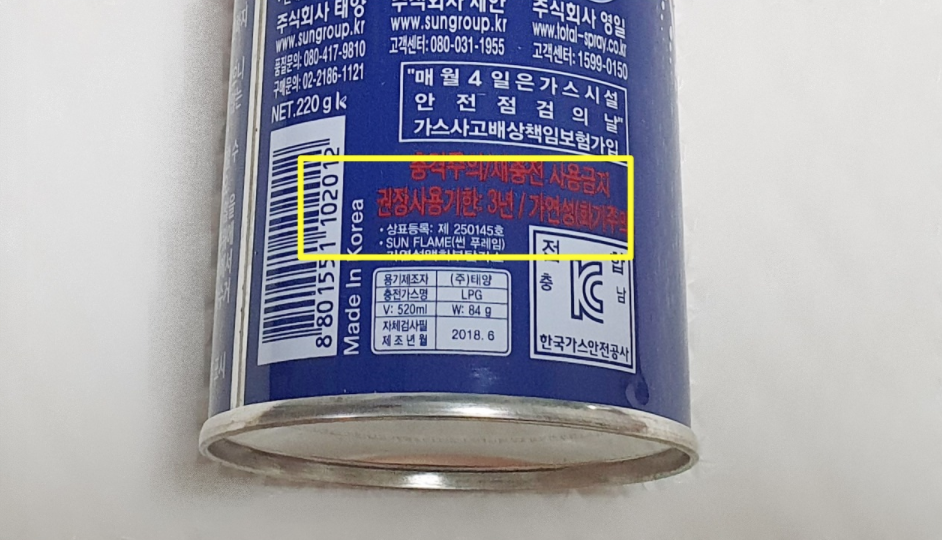 주식회사 태양
www.sungroup.kr
품질문의: 080-417-9810
구매문의: 02-2186-1121
NET.220g
주식회사 세안
www.sungroup.kr
고객센터: 080-031-1955
주식회사 영일
www.total-spray.co.kr
고객센터: 1599-0150
"매월 4일은 가스시설
안전점검의 날"
가스사고배상책임보험가입
충격주의/재충전 사용금지
권장사용기한: 3년 / 가연성(화기주의
• 상표등록: 제 250145호
• SUN FLAME(썬 푸레임)
8 801551 102012
Made In Korea
용기제조자 (주)태양
충전가스명 LPG
V: 520ml W: 84 g
자체검사필
제조년월 2018. 6
검
합
충
남
한국가스안전공사